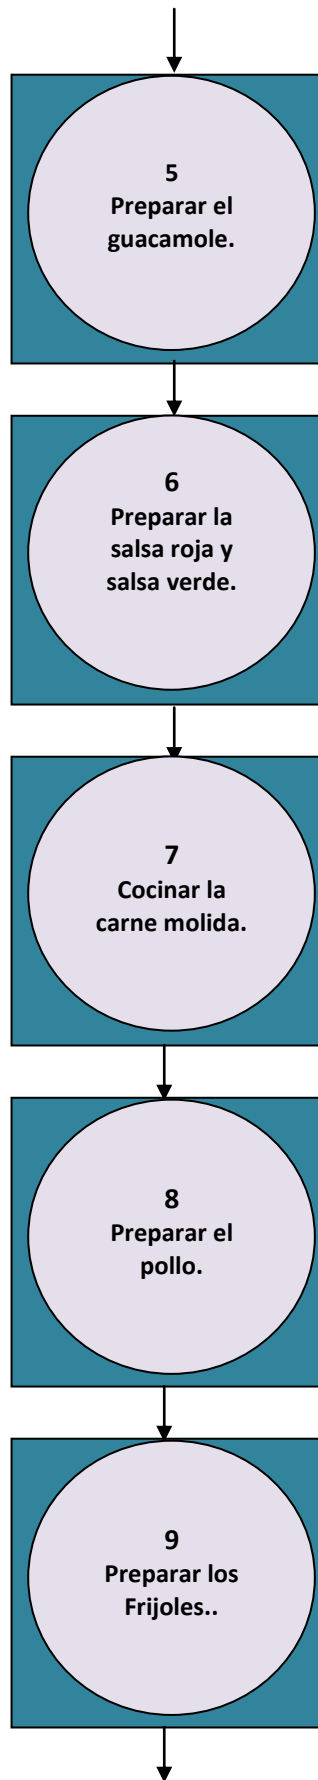 5
Preparar el
guacamole.
6
Preparar la
salsa roja y
salsa verde.
7
Cocinar la
carne molida.
8
Preparar el
pollo.
9
Preparar los
Frijoles..